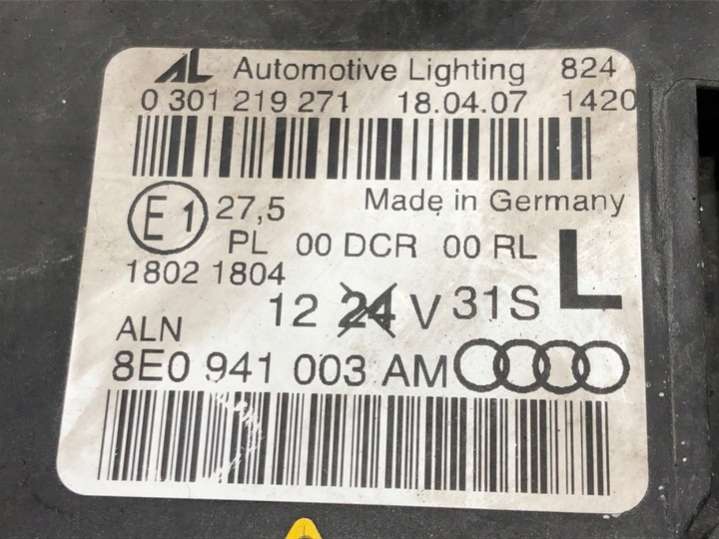 AL Automotive Lighting 824
0 301 219 271 18.04.07 1420
E1 27,5 Made in Germany
PL 00 DCR 00 RL L
1802 1804
12 24 V 31S
ALN
8E0 941 003 AM